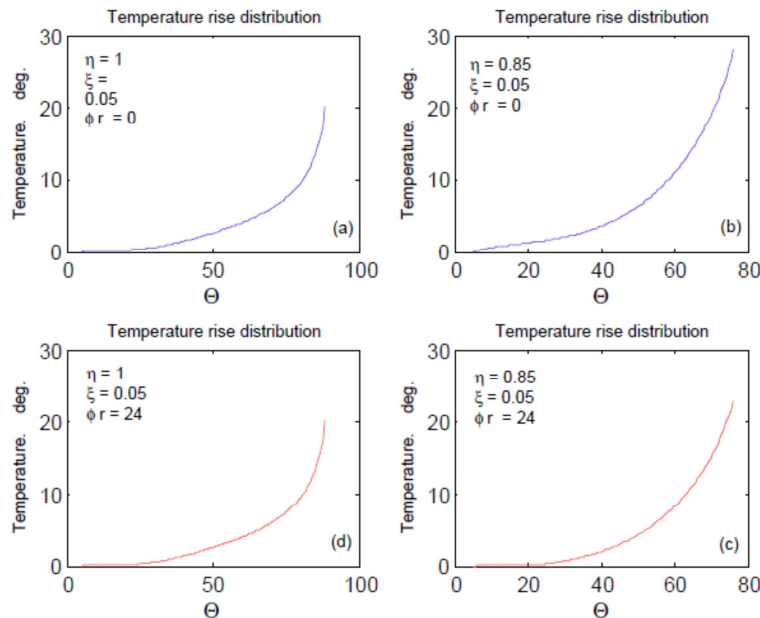 Temperature rise distribution
30
20
10
0
Temperature. deg.
η = 1
ξ =
0.05
ϕ r = 0
(a)
0 50 100
Θ
Temperature rise distribution
30
20
10
0
Temperature. deg.
η = 0.85
ξ = 0.05
ϕ r = 0
(b)
0 20 40 60 80
Θ
Temperature rise distribution
30
20
10
0
Temperature. deg.
η = 1
ξ = 0.05
ϕ r = 24
(d)
0 50 100
Θ
Temperature rise distribution
30
20
10
0
Temperature. deg.
η = 0.85
ξ = 0.05
ϕ r = 24
(c)
0 20 40 60 80
Θ